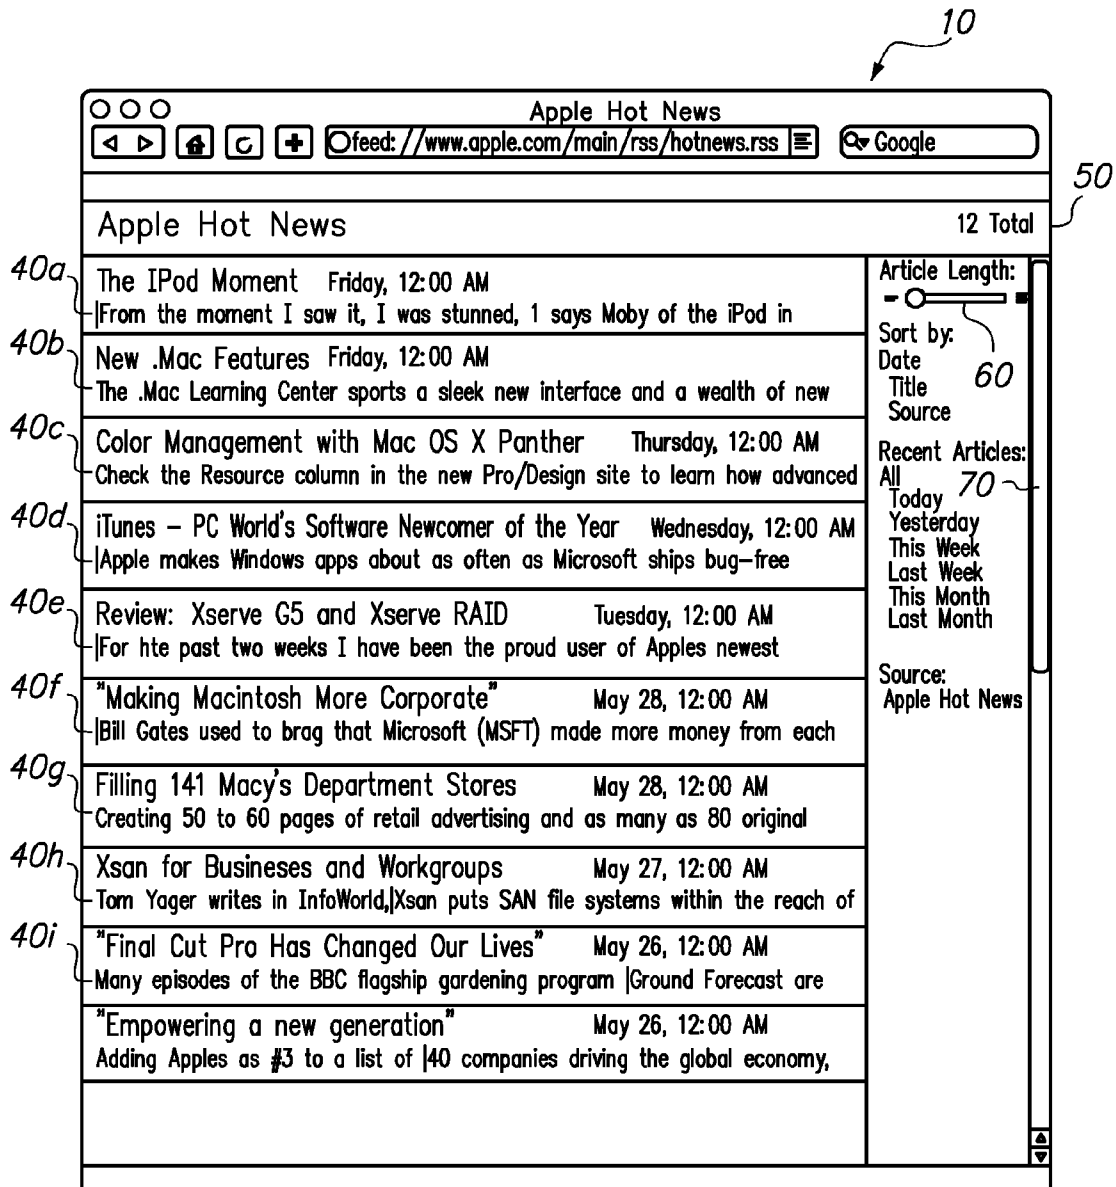 10
Apple Hot News
feed: //www.apple.com/main/rss/hotnews.rss
Google
50
Apple Hot News
12 Total
40a
The IPod Moment Friday, 12:00 AM
|From the moment I saw it, I was stunned, 1 says Moby of the iPod in
40b
New .Mac Features Friday, 12:00 AM
The .Mac Learning Center sports a sleek new interface and a wealth of new
40c
Color Management with Mac OS X Panther Thursday, 12:00 AM
Check the Resource column in the new Pro/Design site to learn how advanced
40d
iTunes – PC World's Software Newcomer of the Year Wednesday, 12:00 AM
|Apple makes Windows apps about as often as Microsoft ships bug–free
40e
Review: Xserve G5 and Xserve RAID Tuesday, 12:00 AM
|For hte past two weeks I have been the proud user of Apples newest
40f
"Making Macintosh More Corporate" May 28, 12:00 AM
|Bill Gates used to brag that Microsoft (MSFT) made more money from each
40g
Filling 141 Macy's Department Stores May 28, 12:00 AM
Creating 50 to 60 pages of retail advertising and as many as 80 original
40h
Xsan for Busineses and Workgroups May 27, 12:00 AM
Tom Yager writes in InfoWorld,|Xsan puts SAN file systems within the reach of
40i
"Final Cut Pro Has Changed Our Lives" May 26, 12:00 AM
Many episodes of the BBC flagship gardening program |Ground Forecast are
"Empowering a new generation" May 26, 12:00 AM
Adding Apples as #3 to a list of |40 companies driving the global economy,
Article Length:
60
Sort by:
Date
Title
Source
Recent Articles:
All
70
Today
Yesterday
This Week
Last Week
This Month
Last Month
Source:
Apple Hot News